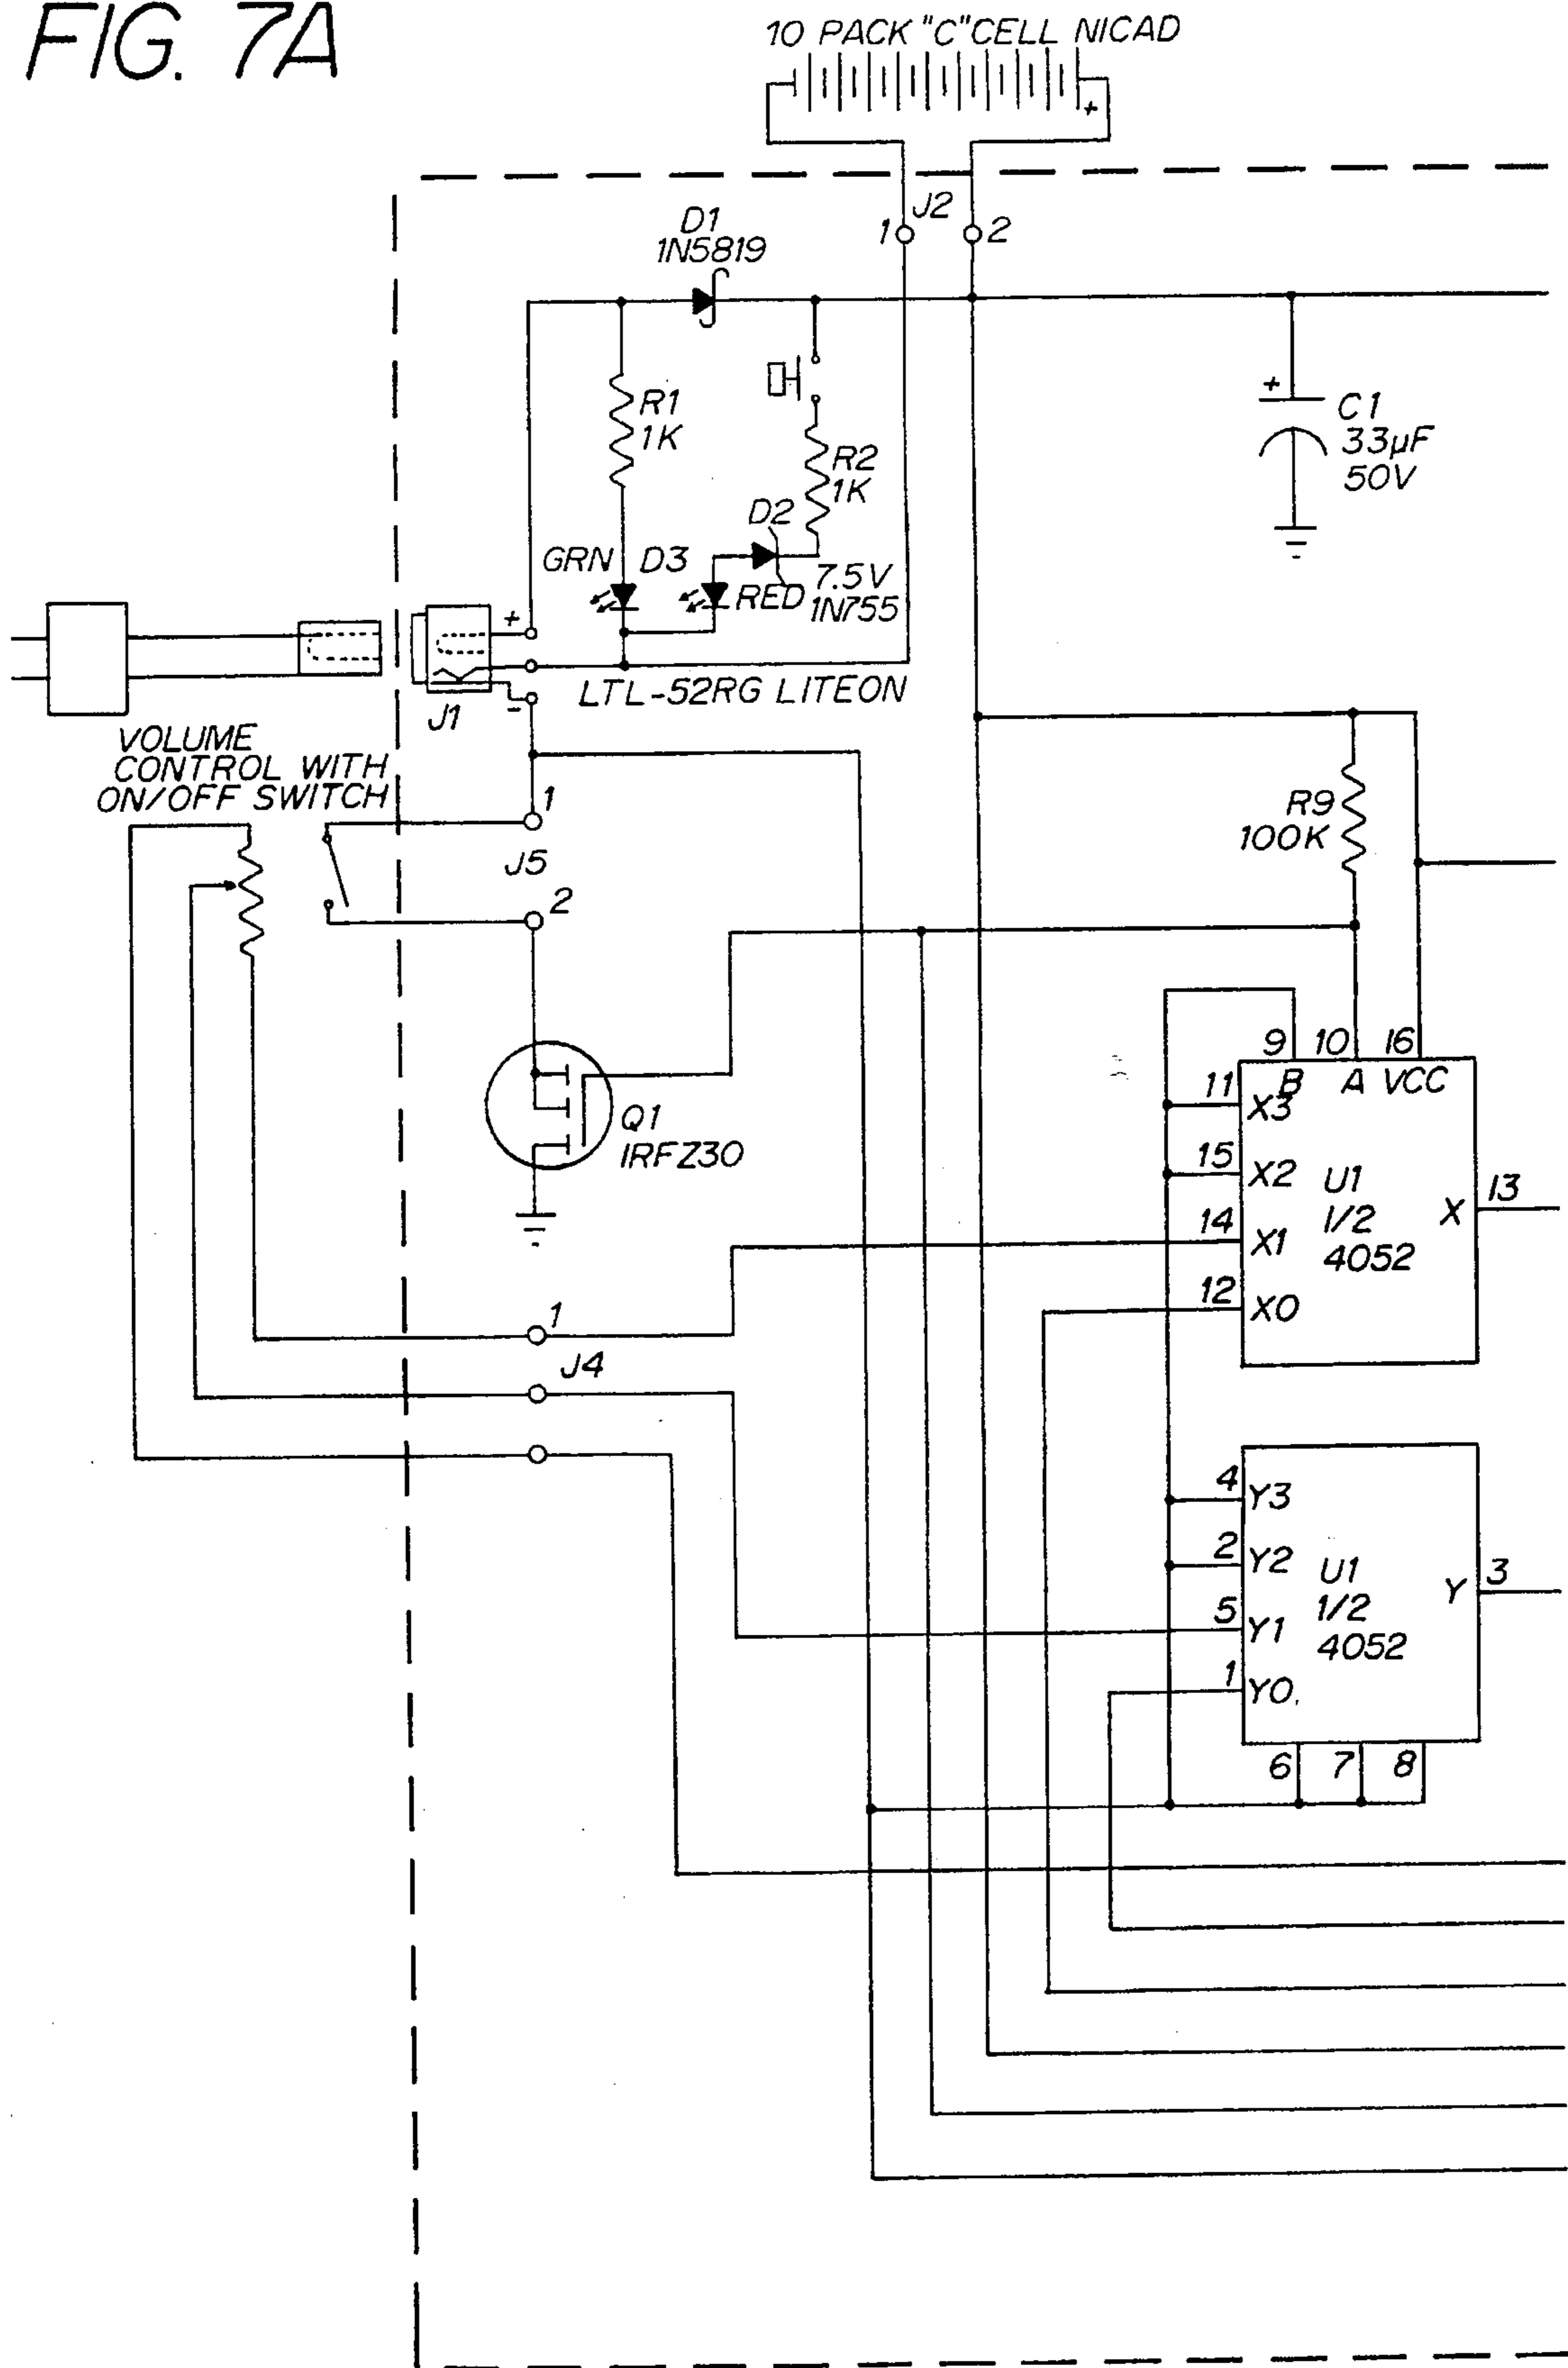 FIG. 7A
10 PACK "C" CELL NICAD
+
J2
1 2
D1
1N5819
R1
1K
+
C1
33µF
50V
R2
1K
D2
GRN D3
RED
7.5V
1N755
+
-
J1
LTL-52RG LITEON
VOLUME
CONTROL WITH
ON/OFF SWITCH
1
J5
2
R9
100K
Q1
IRFZ30
9 10 16
B A VCC
11 X3
15 X2
14 X1
12 X0
U1
1/2
4052
X 13
1
J4
4 Y3
2 Y2
5 Y1
1 Y0
U1
1/2
4052
Y 3
6 7 8